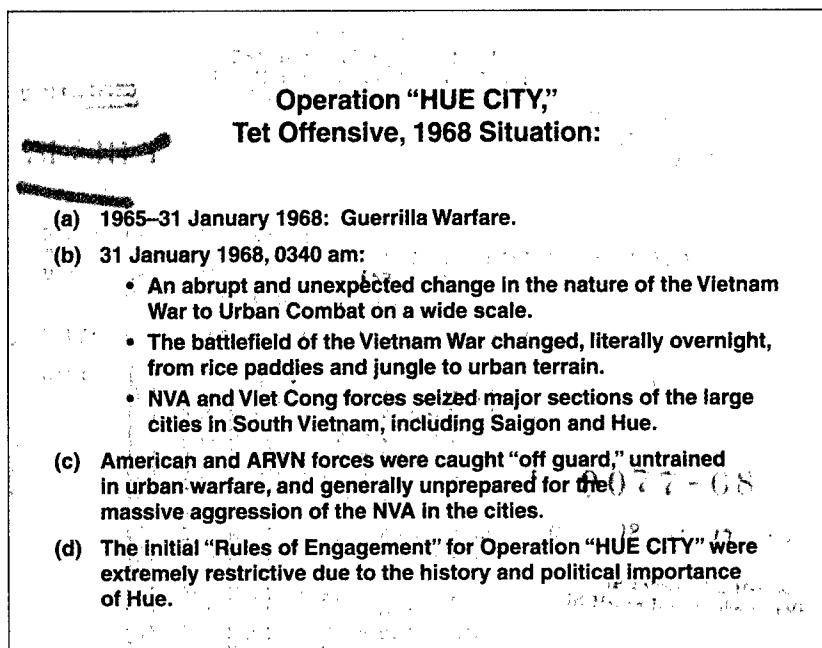 Operation “HUE CITY,”
Tet Offensive, 1968 Situation:
(a) 1965–31 January 1968: Guerrilla Warfare.
(b) 31 January 1968, 0340 am:
• An abrupt and unexpected change in the nature of the Vietnam
War to Urban Combat on a wide scale.
• The battlefield of the Vietnam War changed, literally overnight,
from rice paddies and jungle to urban terrain.
• NVA and Viet Cong forces seized major sections of the large
cities in South Vietnam, including Saigon and Hue.
(c) American and ARVN forces were caught “off guard,” untrained
in urban warfare, and generally unprepared for the
massive aggression of the NVA in the cities.
(d) The initial “Rules of Engagement” for Operation “HUE CITY” were
extremely restrictive due to the history and political importance
of Hue.